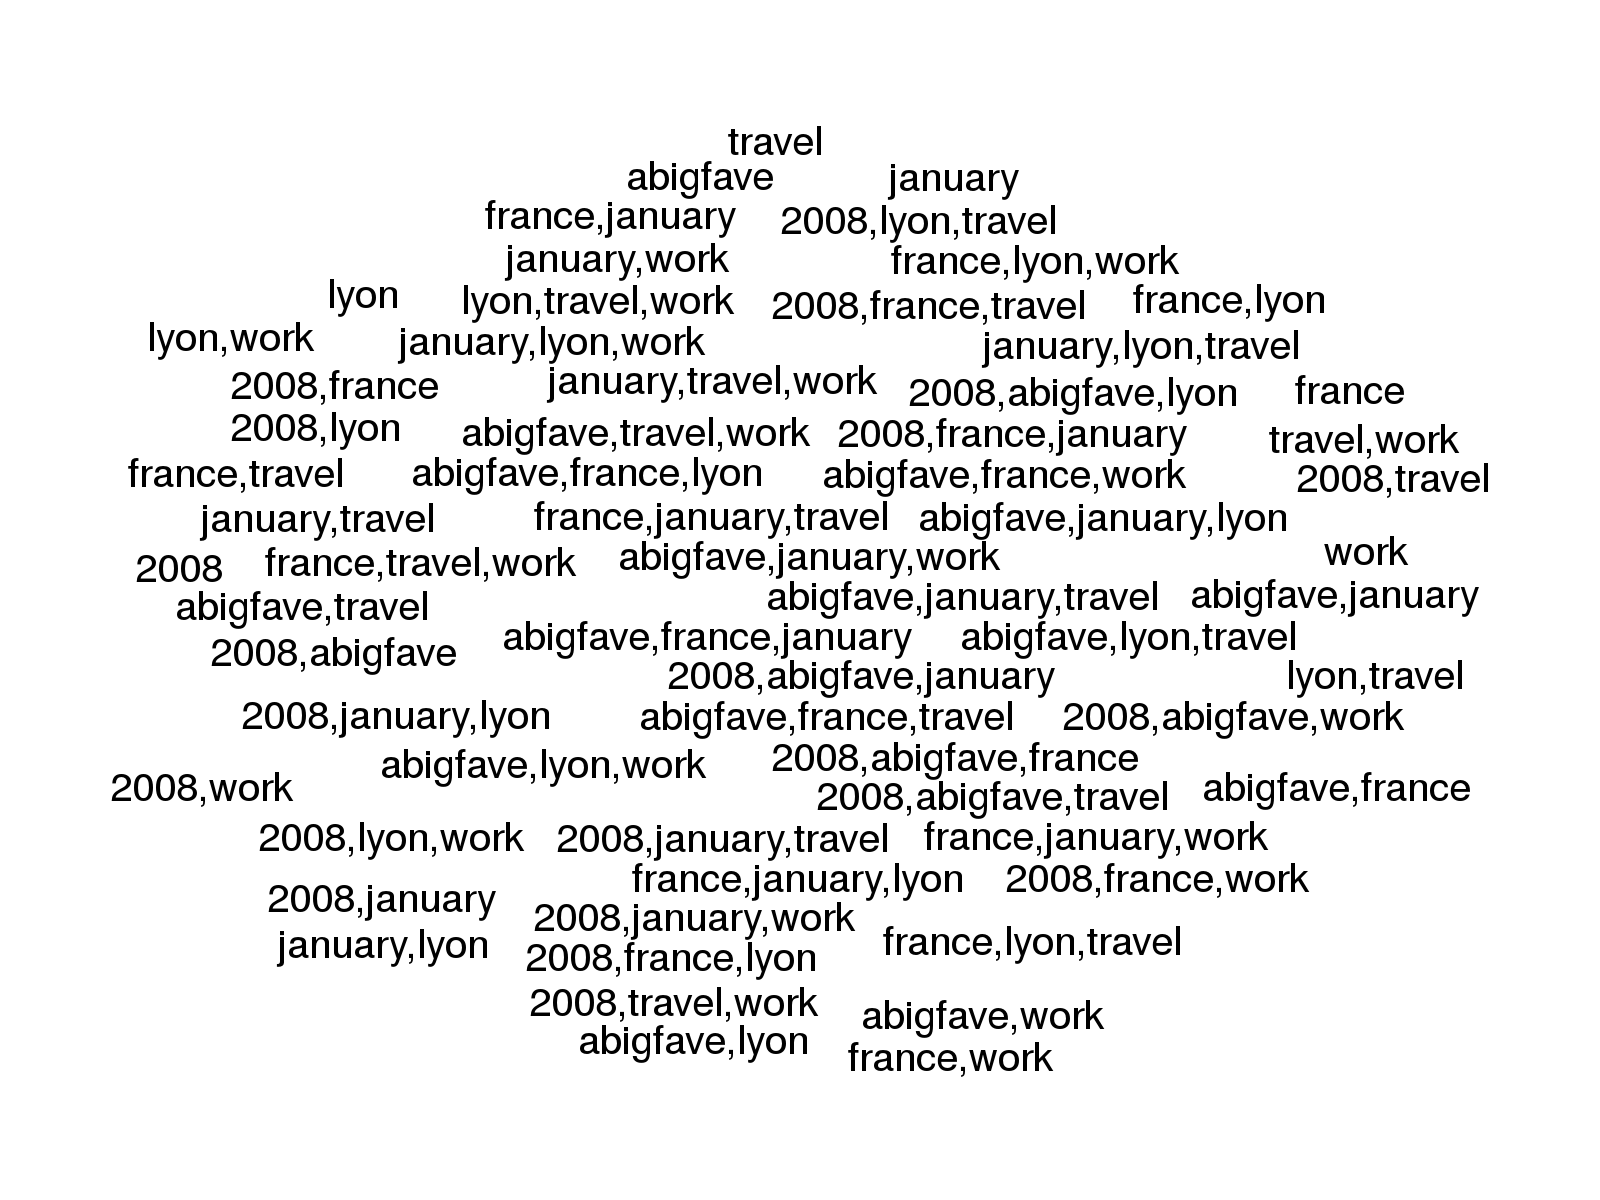 travel
abigfave january
france,january 2008,lyon,travel
january,work france,lyon,work
lyon lyon,travel,work 2008,france,travel france,lyon
lyon,work january,lyon,work january,lyon,travel
2008,france january,travel,work 2008,abigfave,lyon france
2008,lyon abigfave,travel,work 2008,france,january travel,work
france,travel abigfave,france,lyon abigfave,france,work 2008,travel
january,travel france,january,travel abigfave,january,lyon
2008 france,travel,work abigfave,january,work work
abigfave,travel abigfave,january,travel abigfave,january
2008,abigfave abigfave,france,january abigfave,lyon,travel
2008,abigfave,january lyon,travel
2008,january,lyon abigfave,france,travel 2008,abigfave,work
abigfave,lyon,work 2008,abigfave,france
2008,work 2008,abigfave,travel abigfave,france
2008,lyon,work 2008,january,travel france,january,work
france,january,lyon 2008,france,work
2008,january 2008,january,work
january,lyon 2008,france,lyon france,lyon,travel
2008,travel,work abigfave,work
abigfave,lyon france,work